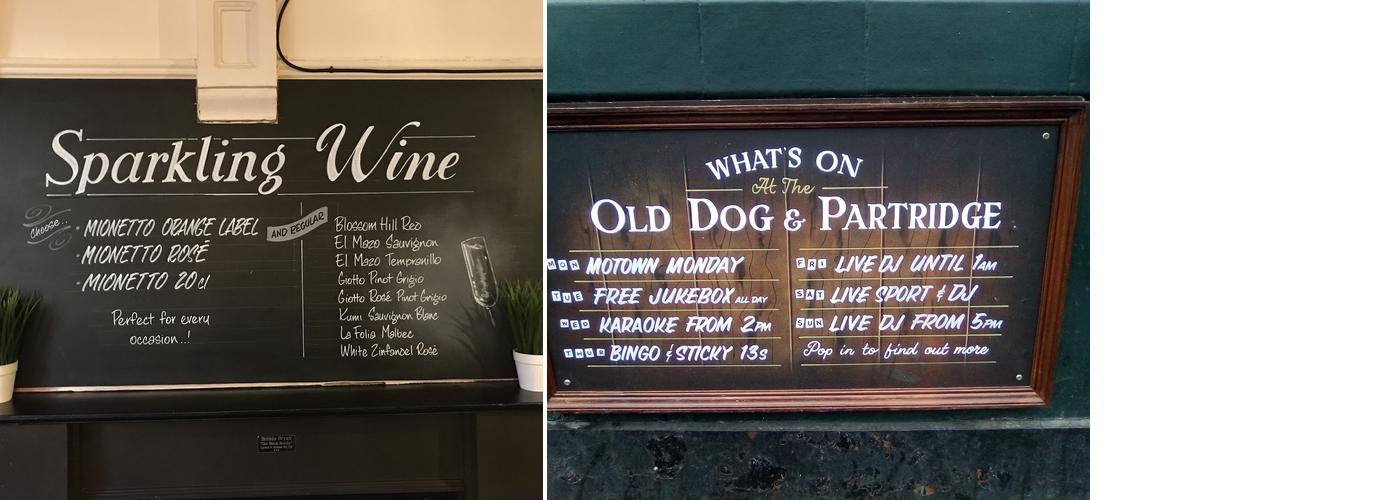 Sparkling Wine
Choose..
- MIONETTO ORANGE LABEL
- MIONETTO ROSÉ
- MIONETTO 20cl
Perfect for every
occasion..!
AND REGULAR
Blossom Hill Red
El Mazo Sauvignon
El Mazo Tempranillo
Giotto Pinot Grigio
Giotto Rosé Pinot Grigio
Kumi Sauvignon Blanc
La Folia Malbec
White Zinfandel Rosé
WHAT'S ON
At The
OLD DOG & PARTRIDGE
MON MOTOWN MONDAY
TUE FREE JUKEBOX ALL DAY
WED KARAOKE FROM 2PM
THUR BINGO & STICKY 13s
FRI LIVE DJ UNTIL 1AM
SAT LIVE SPORT & DJ
SUN LIVE DJ FROM 5PM
Pop in to find out more